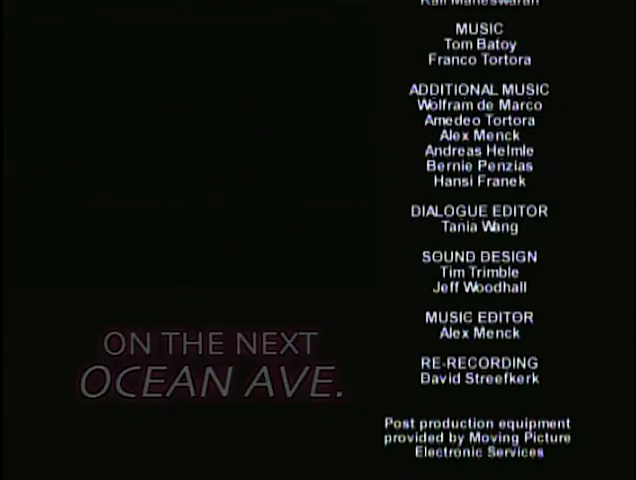 MUSIC
Tom Batoy
Franco Tortora
ADDITIONAL MUSIC
Wolfram de Marco
Amedeo Tortora
Alex Menck
Andreas Helmle
Bernie Penzias
Hansi Franek
DIALOGUE EDITOR
Tania Wang
SOUND DESIGN
Tim Trimble
Jeff Woodhall
MUSIC EDITOR
Alex Menck
RE-RECORDING
David Streefkerk
Post production equipment
provided by Moving Picture
Electronic Services
ON THE NEXT
OCEAN AVE.